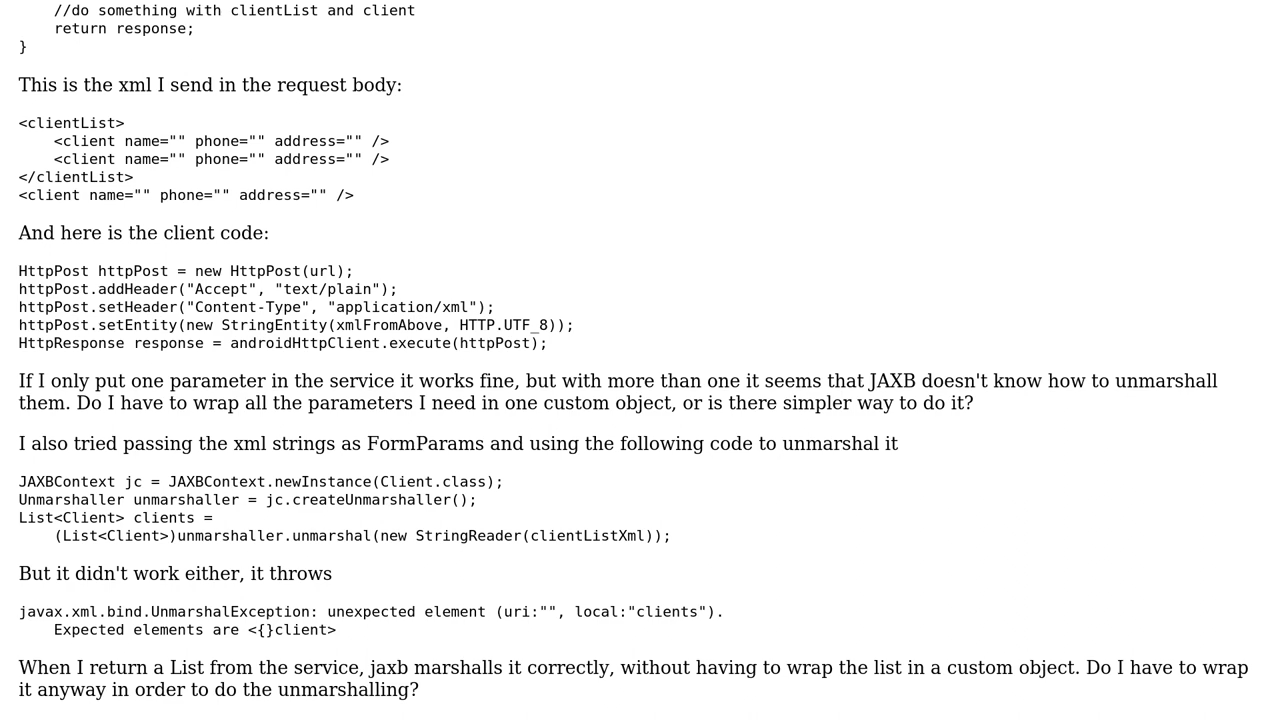 //do something with clientList and client
    return response;
}
This is the xml I send in the request body:
<clientList>
    <client name="" phone="" address="" />
    <client name="" phone="" address="" />
</clientList>
<client name="" phone="" address="" />
And here is the client code:
HttpPost httpPost = new HttpPost(url);
httpPost.addHeader("Accept", "text/plain");
httpPost.setHeader("Content-Type", "application/xml");
httpPost.setEntity(new StringEntity(xmlFromAbove, HTTP.UTF_8));
HttpResponse response = androidHttpClient.execute(httpPost);
If I only put one parameter in the service it works fine, but with more than one it seems that JAXB doesn't know how to unmarshall
them. Do I have to wrap all the parameters I need in one custom object, or is there simpler way to do it?
I also tried passing the xml strings as FormParams and using the following code to unmarshal it
JAXBContext jc = JAXBContext.newInstance(Client.class);
Unmarshaller unmarshaller = jc.createUnmarshaller();
List<Client> clients =
    (List<Client>)unmarshaller.unmarshal(new StringReader(clientListXml));
But it didn't work either, it throws
javax.xml.bind.UnmarshalException: unexpected element (uri:"", local:"clients").
    Expected elements are <{}client>
When I return a List from the service, jaxb marshalls it correctly, without having to wrap the list in a custom object. Do I have to wrap
it anyway in order to do the unmarshalling?